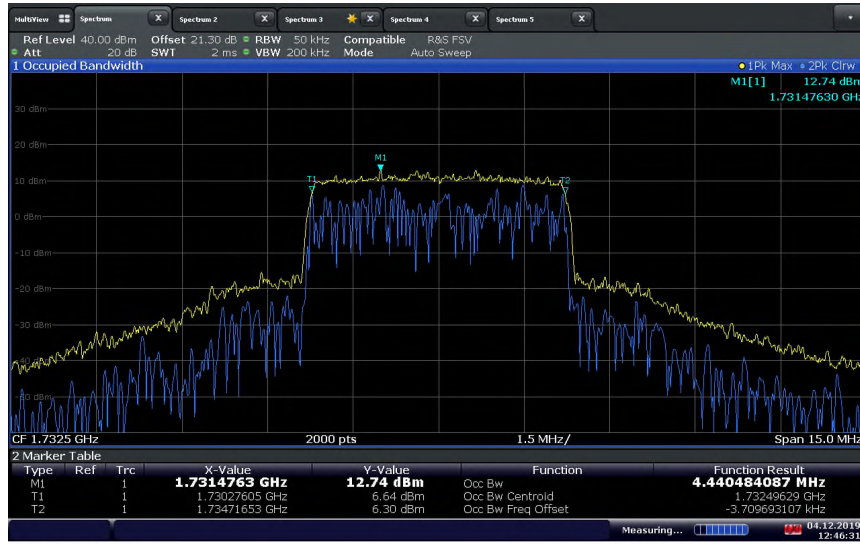 MultiView Spectrum X Spectrum 2 X Spectrum 3 X Spectrum 4 X Spectrum 5 X
Ref Level 40.00 dBm Offset 21.30 dB RBW 50 kHz Compatible R&S FSV
Att 20 dB SWT 2 ms VBW 200 kHz Mode Auto Sweep
1 Occupied Bandwidth 1Pk Max 2Pk Clrw
M1[1] 12.74 dBm
1.73147630 GHz
30 dBm
20 dBm
M1
10 dBm T1 T2
0 dBm
-10 dBm
-20 dBm
-30 dBm
-40 dBm
-50 dBm
CF 1.7325 GHz 2000 pts 1.5 MHz/ Span 15.0 MHz
2 Marker Table
Type Ref Trc X-Value Y-Value Function Function Result
M1 1 1.7314763 GHz 12.74 dBm Occ Bw 4.440484087 MHz
T1 1 1.73027605 GHz 6.64 dBm Occ Bw Centroid 1.73249629 GHz
T2 1 1.73471653 GHz 6.30 dBm Occ Bw Freq Offset -3.709693107 kHz
Measuring... 04.12.2019
12:46:31